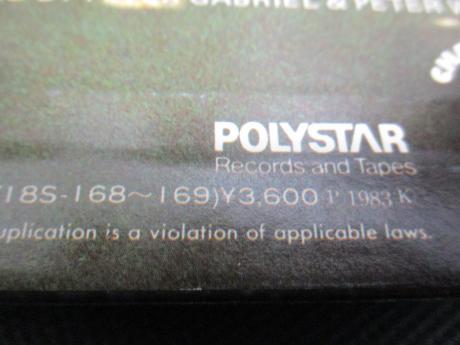 GABRIEL & PETER
POLYSTAR
Records and Tapes
18S-168~169)¥3,600 P 1983 K
uplication is a violation of applicable laws.